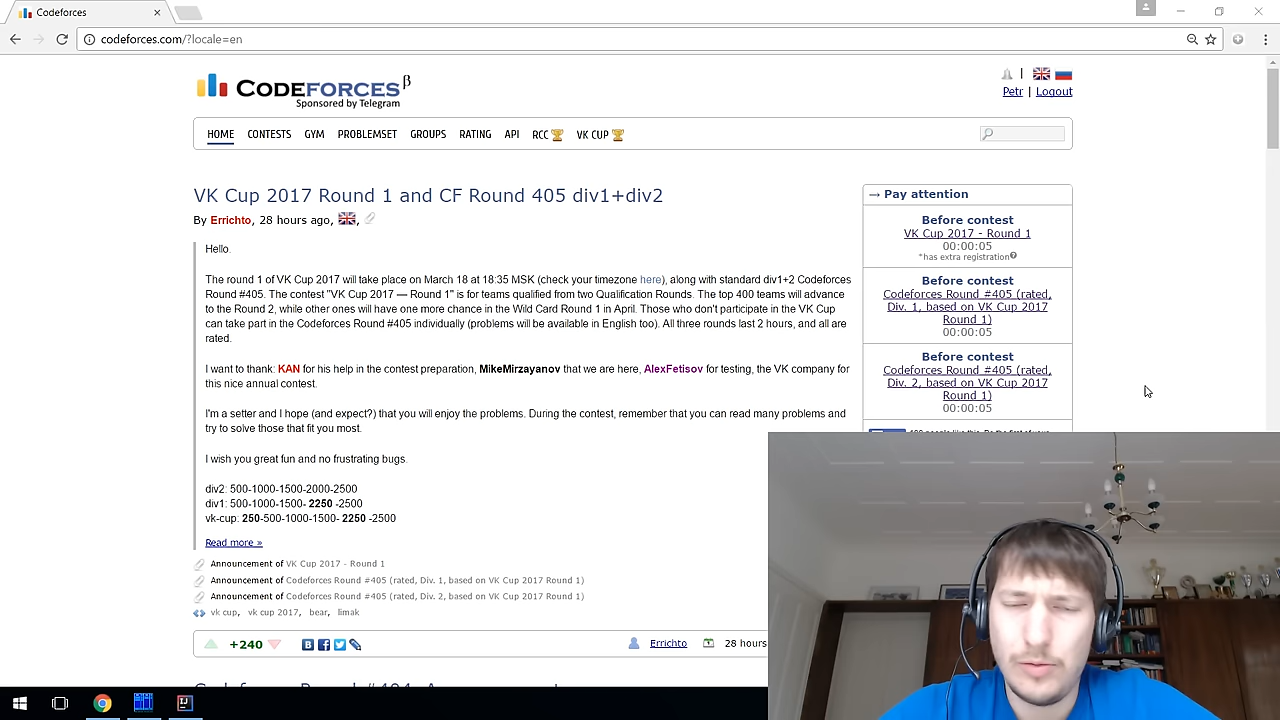 Codeforces
codeforces.com/?locale=en
CODEFORCES β
Sponsored by Telegram
Petr | Logout
HOME CONTESTS GYM PROBLEMSET GROUPS RATING API RCC VK CUP
VK Cup 2017 Round 1 and CF Round 405 div1+div2
By Errichto, 28 hours ago,
Hello.
The round 1 of VK Cup 2017 will take place on March 18 at 18:35 MSK (check your timezone here), along with standard div1+2 Codeforces
Round #405. The contest "VK Cup 2017 — Round 1" is for teams qualified from two Qualification Rounds. The top 400 teams will advance
to the Round 2, while other ones will have one more chance in the Wild Card Round 1 in April. Those who don't participate in the VK Cup
can take part in the Codeforces Round #405 individually (problems will be available in English too). All three rounds last 2 hours, and all are
rated.
I want to thank: KAN for his help in the contest preparation, MikeMirzayanov that we are here, AlexFetisov for testing, the VK company for
this nice annual contest.
I'm a setter and I hope (and expect?) that you will enjoy the problems. During the contest, remember that you can read many problems and
try to solve those that fit you most.
I wish you great fun and no frustrating bugs.
div2: 500-1000-1500-2000-2500
div1: 500-1000-1500- 2250 -2500
vk-cup: 250-500-1000-1500- 2250 -2500
Read more »
Announcement of VK Cup 2017 - Round 1
Announcement of Codeforces Round #405 (rated, Div. 1, based on VK Cup 2017 Round 1)
Announcement of Codeforces Round #405 (rated, Div. 2, based on VK Cup 2017 Round 1)
vk cup, vk cup 2017, bear, limak
+240
Errichto
28 hours
→ Pay attention
Before contest
VK Cup 2017 - Round 1
00:00:05
*has extra registration?
Before contest
Codeforces Round #405 (rated,
Div. 1, based on VK Cup 2017
Round 1)
00:00:05
Before contest
Codeforces Round #405 (rated,
Div. 2, based on VK Cup 2017
Round 1)
00:00:05